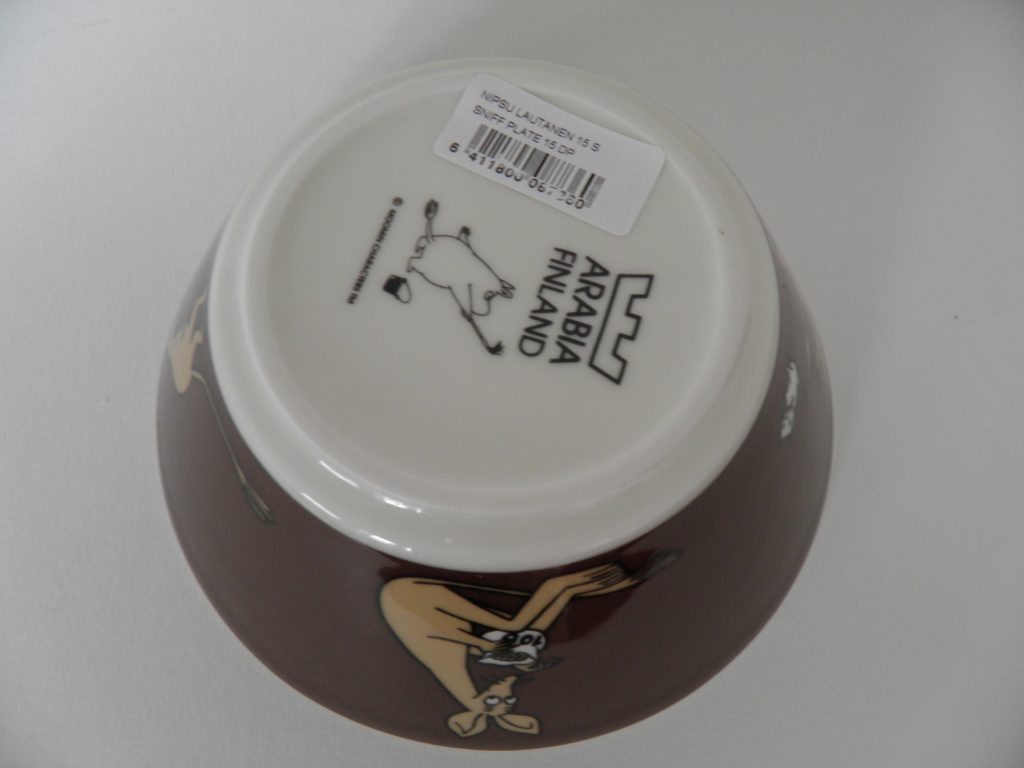 NIPSU LAUTANEN 15 S
SNIFF PLATE 15 DP
ARABIA
FINLAND
© MOOMIN CHARACTERS TM